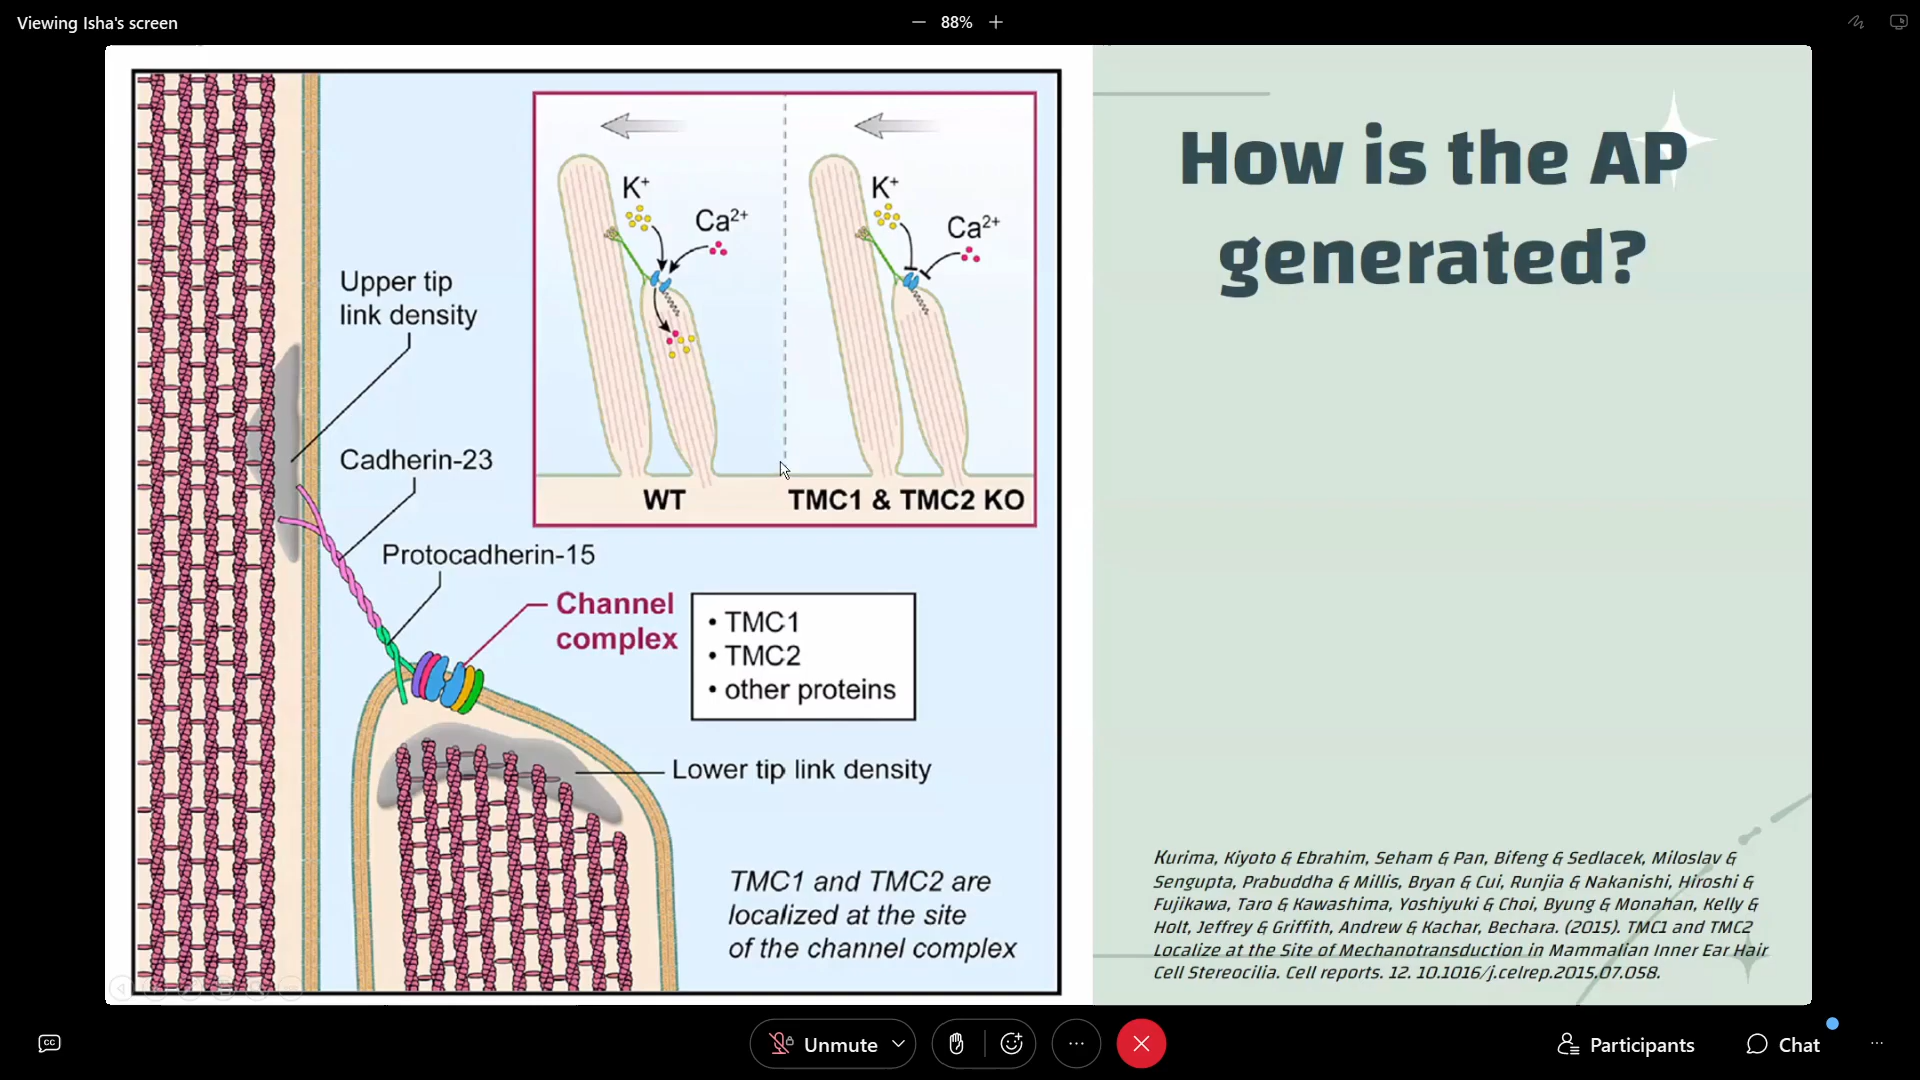 Viewing Isha's screen
88%
K+
Ca2+
K+
Ca2+
WT
TMC1 & TMC2 KO
Upper tip
link density
Cadherin-23
Protocadherin-15
Channel
complex
• TMC1
• TMC2
• other proteins
Lower tip link density
TMC1 and TMC2 are
localized at the site
of the channel complex
How is the AP
generated?
Kurima, Kiyoto & Ebrahim, Seham & Pan, Bifeng & Sedlacek, Miloslav &
Sengupta, Prabuddha & Millis, Bryan & Cui, Runjia & Nakanishi, Hiroshi &
Fujikawa, Taro & Kawashima, Yoshiyuki & Choi, Byung & Monahan, Kelly &
Holt, Jeffrey & Griffith, Andrew & Kachar, Bechara. (2015). TMC1 and TMC2
Localize at the Site of Mechanotransduction in Mammalian Inner Ear Hair
Cell Stereocilia. Cell reports. 12. 10.1016/j.celrep.2015.07.058.
CC
Unmute
Participants
Chat